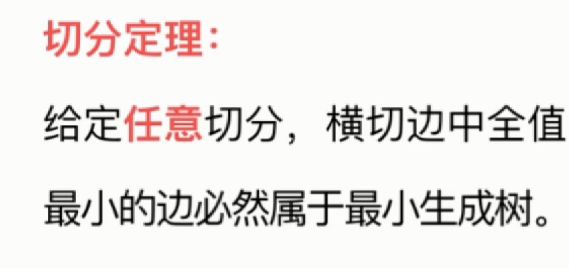 切分定理：
给定任意切分，横切边中全值
最小的边必然属于最小生成树。